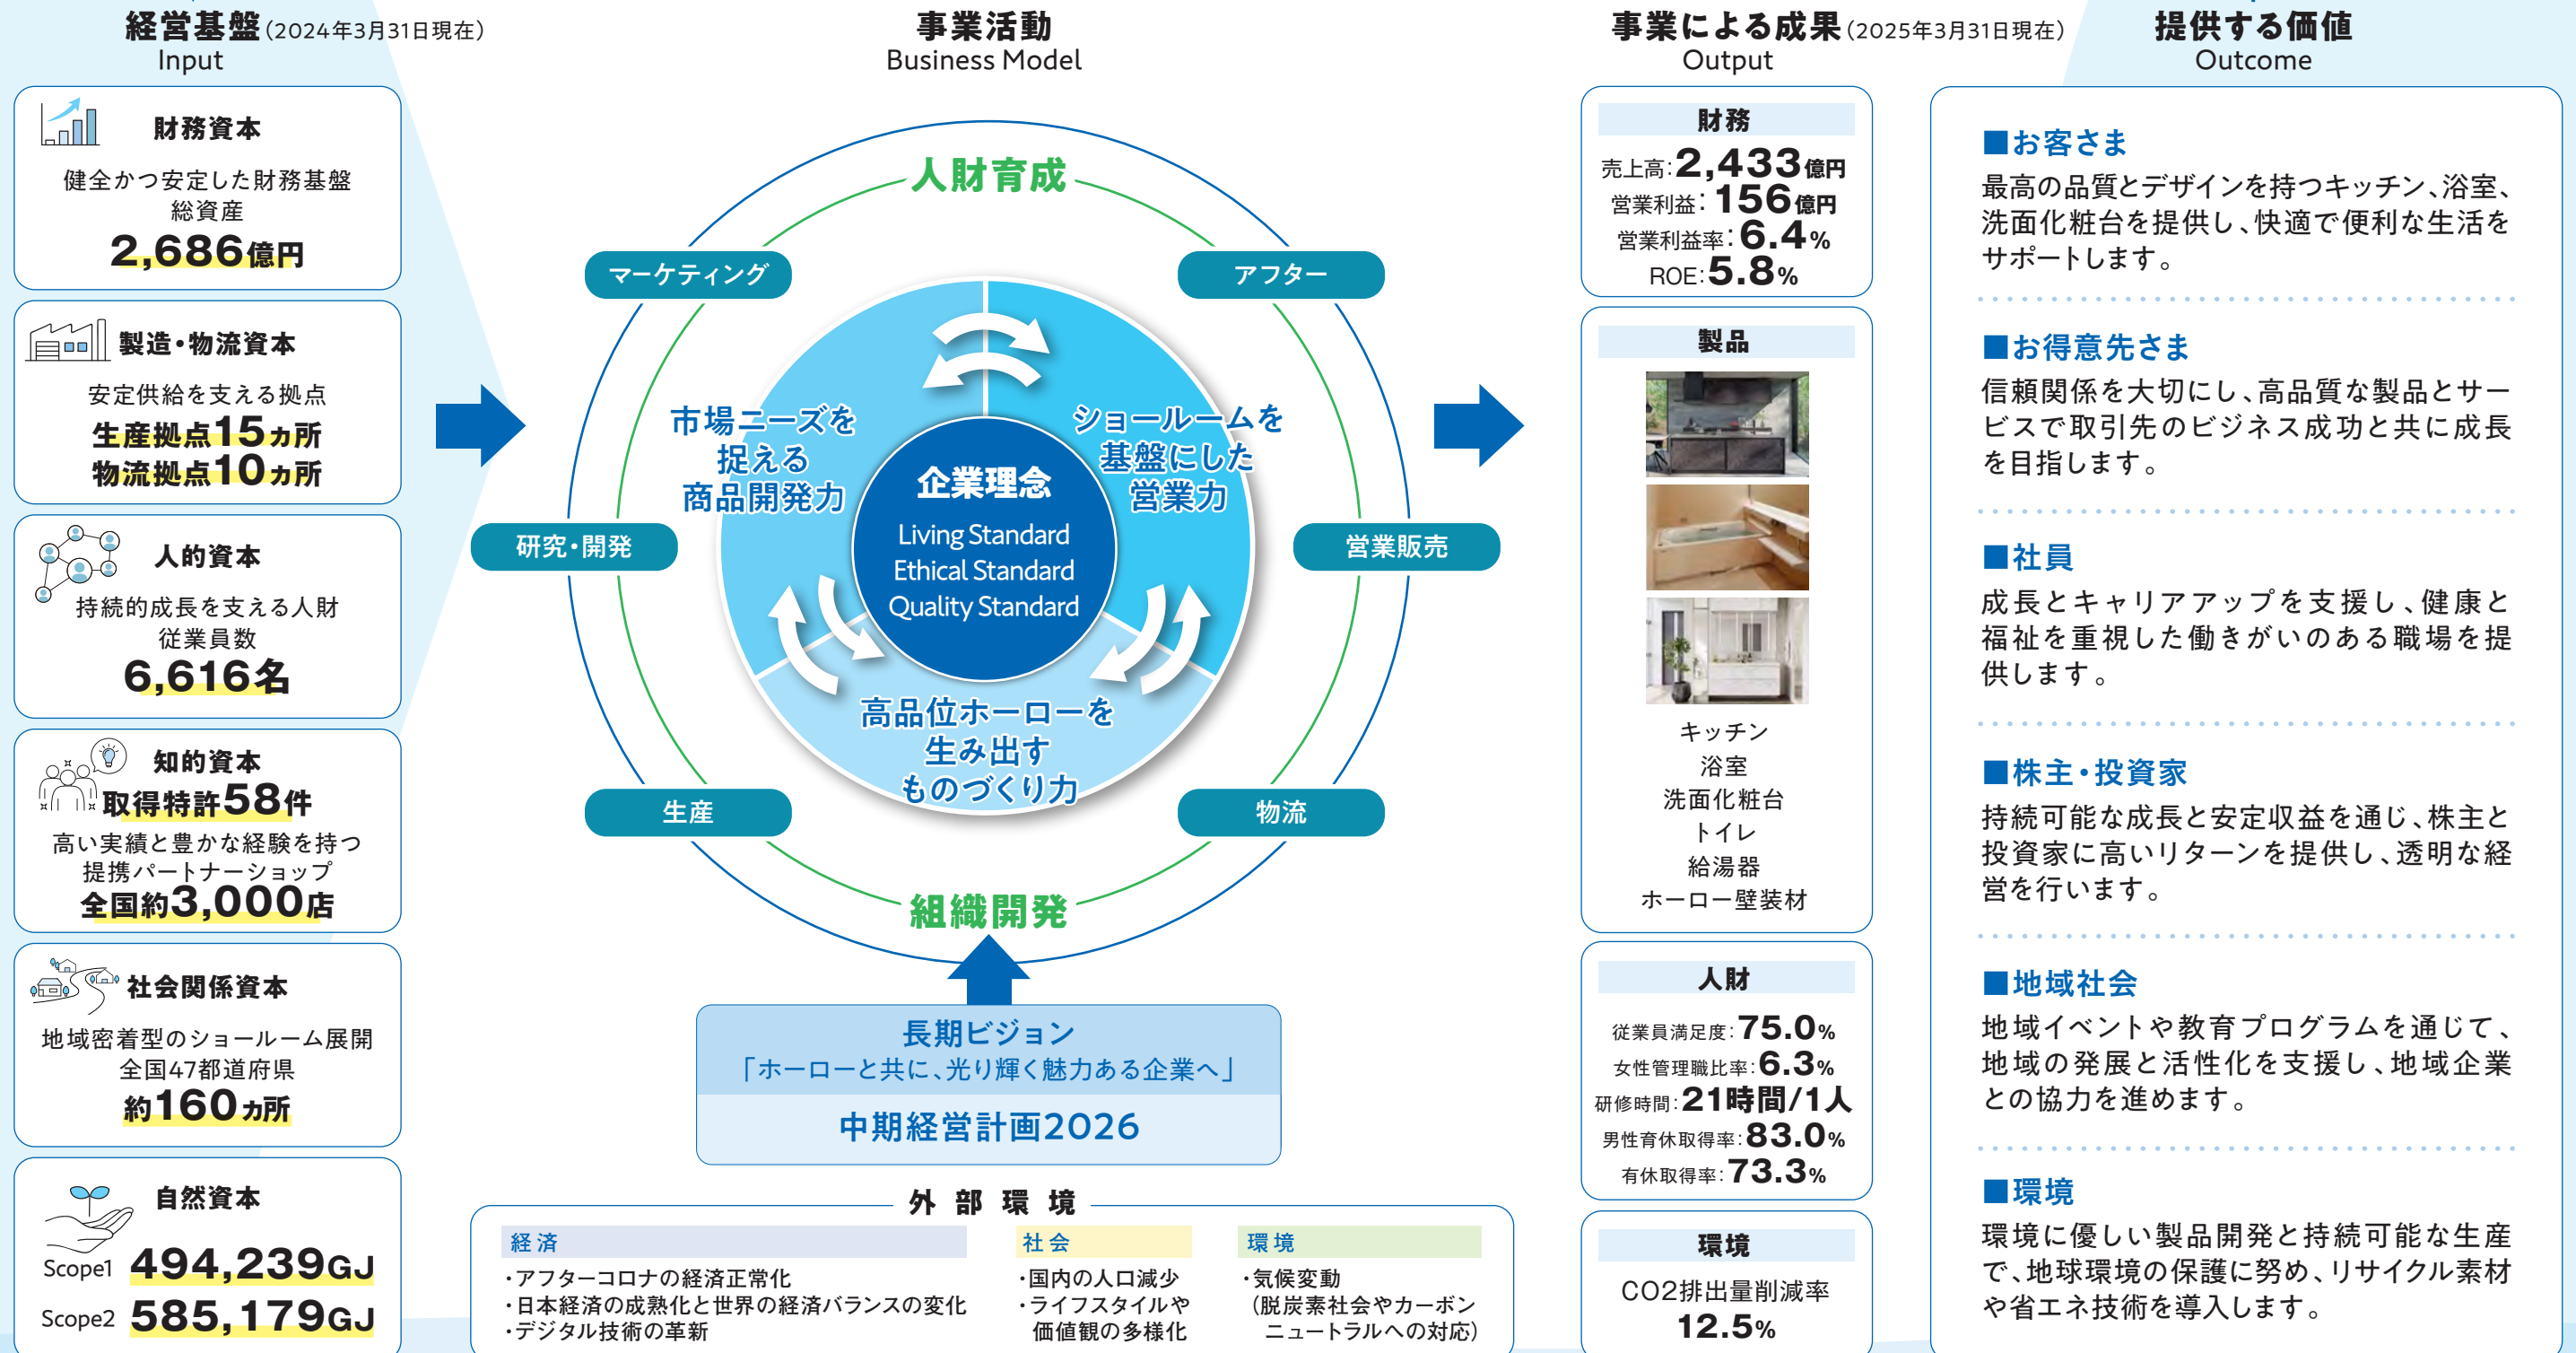 経営基盤(2024年3月31日現在)
Input
財務資本
健全かつ安定した財務基盤
総資産
2,686億円
製造・物流資本
安定供給を支える拠点
生産拠点15ヵ所
物流拠点10ヵ所
人的資本
持続的成長を支える人財
従業員数
6,616名
知的資本
取得特許58件
高い実績と豊かな経験を持つ
提携パートナーショップ
全国約3,000店
社会関係資本
地域密着型のショールーム展開
全国47都道府県
約160ヵ所
自然資本
Scope1 494,239GJ
Scope2 585,179GJ
事業活動
Business Model
人財育成
マーケティング
アフター
研究・開発
営業販売
生産
物流
組織開発
市場ニーズを
捉える
商品開発力
ショールームを
基盤にした
営業力
高品位ホーローを
生み出す
ものづくり力
企業理念
Living Standard
Ethical Standard
Quality Standard
長期ビジョン
「ホーローと共に、光り輝く魅力ある企業へ」
中期経営計画2026
外部環境
経済
・アフターコロナの経済正常化
・日本経済の成熟化と世界の経済バランスの変化
・デジタル技術の革新
社会
・国内の人口減少
・ライフスタイルや
価値観の多様化
環境
・気候変動
(脱炭素社会やカーボン
ニュートラルへの対応)
事業による成果(2025年3月31日現在)
Output
財務
売上高:2,433億円
営業利益:156億円
営業利益率:6.4%
ROE:5.8%
製品
キッチン
浴室
洗面化粧台
トイレ
給湯器
ホーロー壁装材
人財
従業員満足度:75.0%
女性管理職比率:6.3%
研修時間:21時間/1人
男性育休取得率:83.0%
有休取得率:73.3%
環境
CO2排出量削減率
12.5%
提供する価値
Outcome
■お客さま
最高の品質とデザインを持つキッチン、浴室、
洗面化粧台を提供し、快適で便利な生活を
サポートします。
■お得意先さま
信頼関係を大切にし、高品質な製品とサー
ビスで取引先のビジネス成功と共に成長
を目指します。
■社員
成長とキャリアアップを支援し、健康と
福祉を重視した働きがいのある職場を提
供します。
■株主・投資家
持続可能な成長と安定収益を通じ、株主と
投資家に高いリターンを提供し、透明な経
営を行います。
■地域社会
地域イベントや教育プログラムを通じて、
地域の発展と活性化を支援し、地域企業
との協力を進めます。
■環境
環境に優しい製品開発と持続可能な生産
で、地球環境の保護に努め、リサイクル素材
や省エネ技術を導入します。